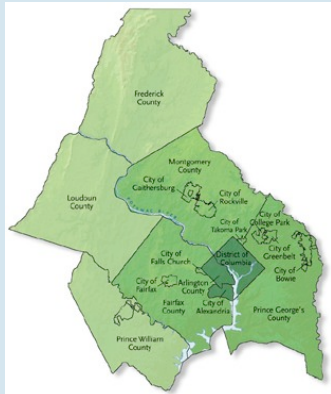 Frederick
County
Loudoun
County
Montgomery
County
City of
Gaithersburg
City of
Rockville
Potomac River
City of
Takoma Park
City of
College Park
City of
Greenbelt
City of
Bowie
District of
Columbia
City of
Falls Church
City of
Fairfax
Arlington
County
Fairfax
County
City of
Alexandria
Prince George's
County
Prince William
County